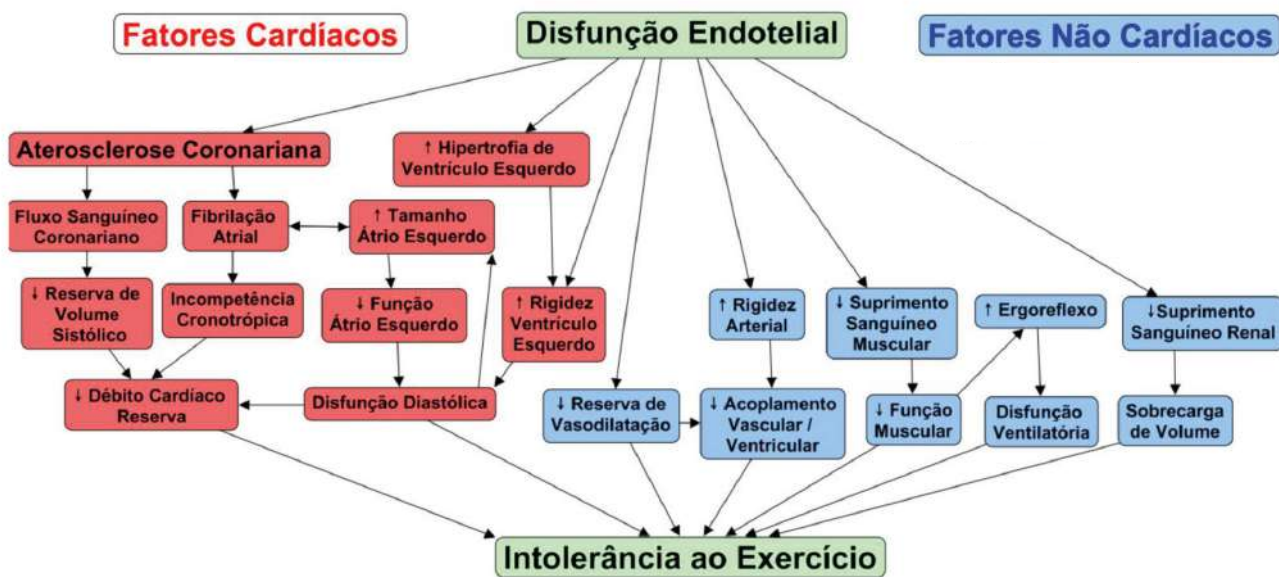 Fatores Cardíacos
Disfunção Endotelial
Fatores Não Cardíacos
Aterosclerose Coronariana
↑ Hipertrofia de
Ventrículo Esquerdo
Fluxo Sanguíneo
Coronariano
Fibrilação
Atrial
↑ Tamanho
Átrio Esquerdo
↓ Reserva de
Volume
Sistólico
Incompetência
Cronotrópica
↓ Função
Átrio Esquerdo
↑ Rigidez
Ventrículo
Esquerdo
↑ Rigidez
Arterial
↓ Suprimento
Sanguíneo
Muscular
↑ Ergoreflexo
↓Suprimento
Sanguíneo Renal
↓ Débito Cardíaco
Reserva
Disfunção Diastólica
↓ Reserva de
Vasodilatação
↓ Acoplamento
Vascular /
Ventricular
↓ Função
Muscular
Disfunção
Ventilatória
Sobrecarga
de Volume
Intolerância ao Exercício